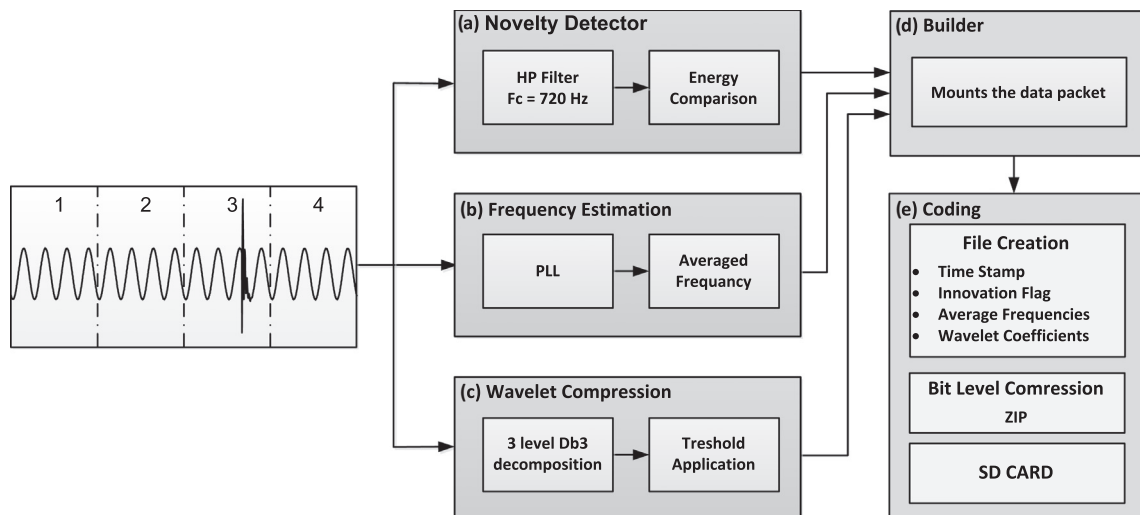 1 2 3 4
(a) Novelty Detector
HP Filter
Fc = 720 Hz
Energy
Comparison
(b) Frequency Estimation
PLL
Averaged
Frequancy
(c) Wavelet Compression
3 level Db3
decomposition
Treshold
Application
(d) Builder
Mounts the data packet
(e) Coding
File Creation
• Time Stamp
• Innovation Flag
• Average Frequencies
• Wavelet Coefficients
Bit Level Comression
ZIP
SD CARD